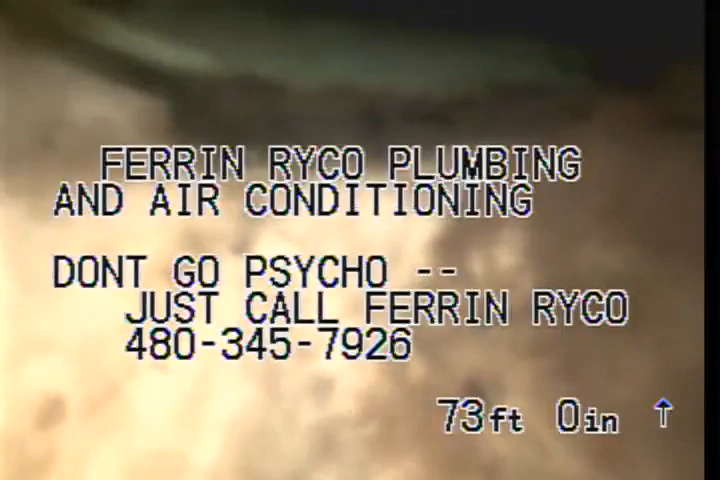 FERRIN RYCO PLUMBING
AND AIR CONDITIONING
DONT GO PSYCHO --
JUST CALL FERRIN RYCO
480-345-7926
73ft 0in ↑